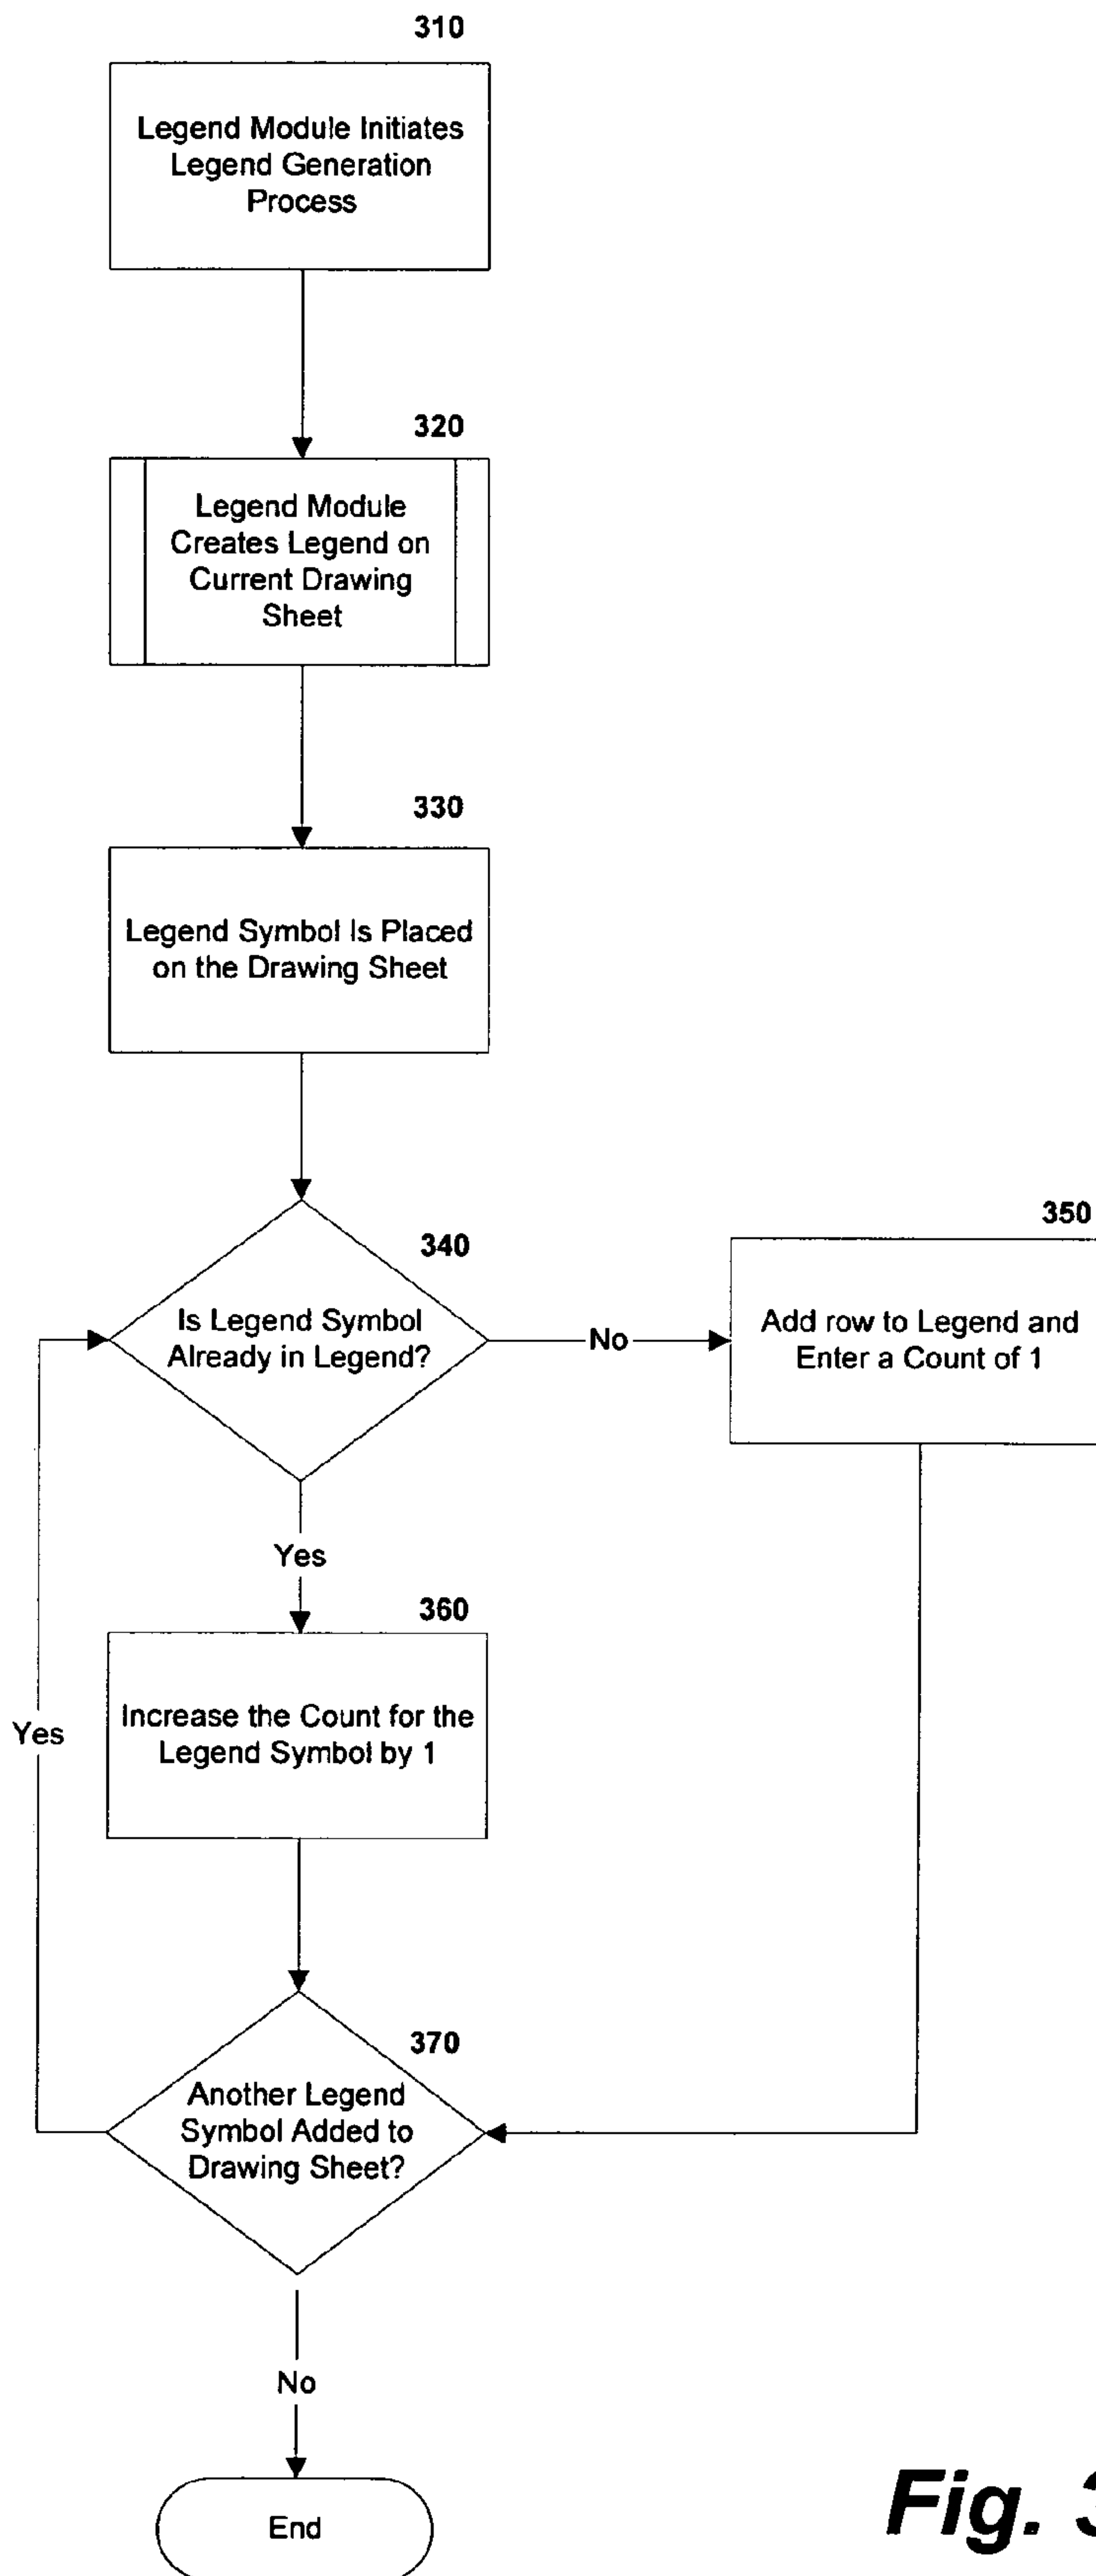 310
Legend Module Initiates
Legend Generation
Process
320
Legend Module
Creates Legend on
Current Drawing
Sheet
330
Legend Symbol Is Placed
on the Drawing Sheet
340
Is Legend Symbol
Already in Legend?
No
350
Add row to Legend and
Enter a Count of 1
Yes
360
Increase the Count for the
Legend Symbol by 1
Yes
370
Another Legend
Symbol Added to
Drawing Sheet?
No
End
Fig. 3